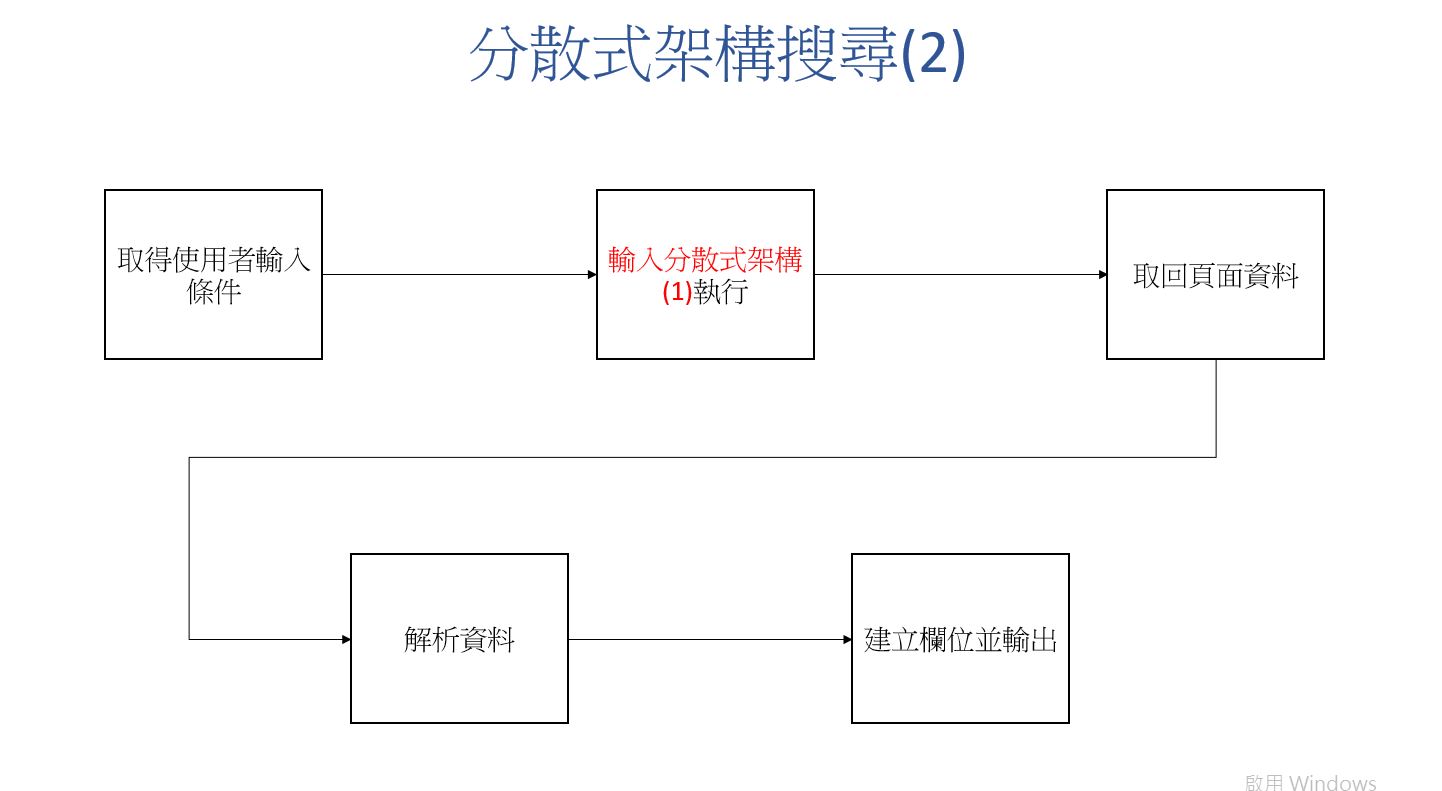 分散式架構搜尋(2)
取得使用者輸入
條件
輸入分散式架構
(1)執行
取回頁面資料
解析資料
建立欄位並輸出
啟用 Windows